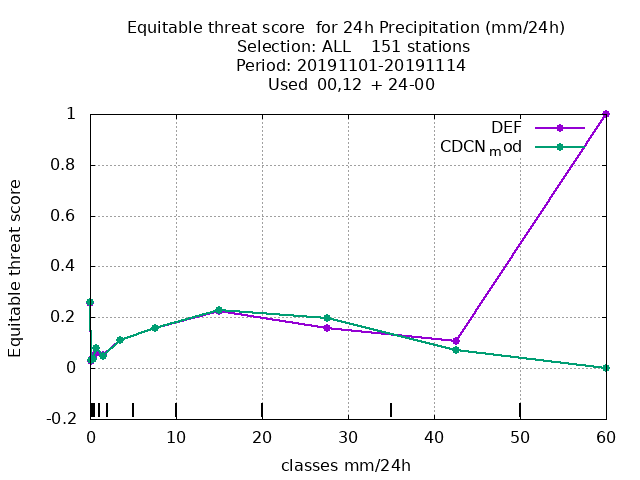 Equitable threat score  for 24h Precipitation (mm/24h)
Selection: ALL    151 stations
Period: 20191101-20191114
Used  00,12  + 24-00
DEF
CDCNmod
Equitable threat score
1
0.8
0.6
0.4
0.2
0
-0.2
0 10 20 30 40 50 60
classes mm/24h